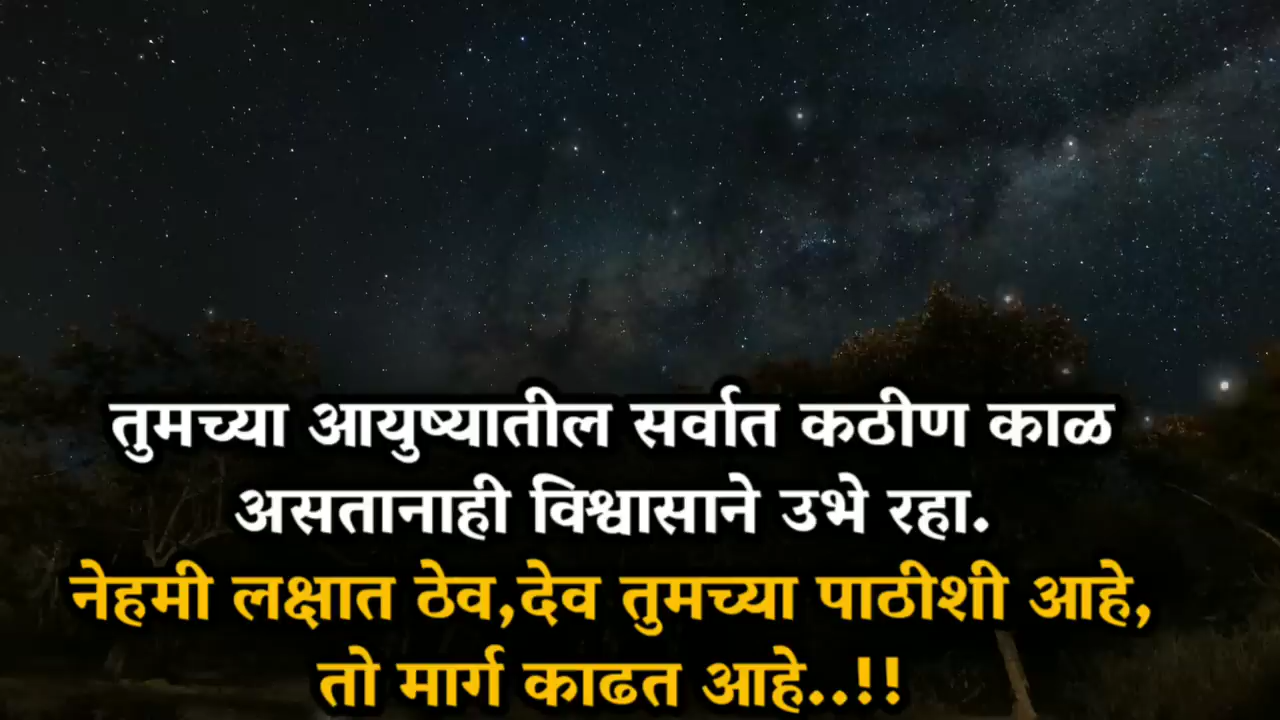 तुमच्या आयुष्यातील सर्वात कठीण काळ
असतानाही विश्वासाने उभे रहा.
नेहमी लक्षात ठेव,देव तुमच्या पाठीशी आहे,
तो मार्ग काढत आहे..!!